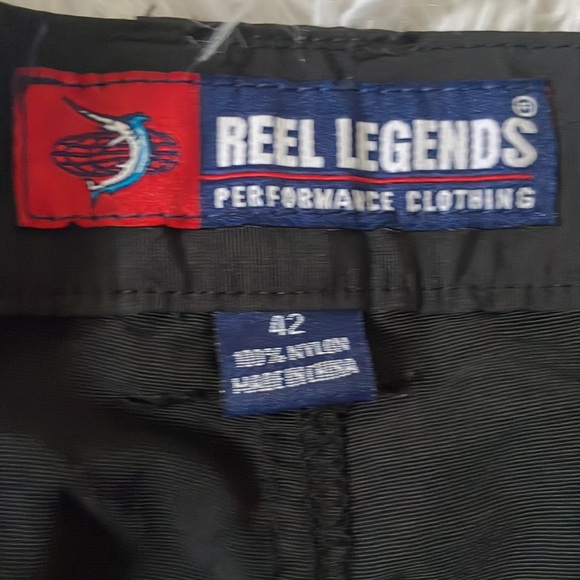 REEL LEGENDS®
PERFORMANCE CLOTHING
42
100% NYLON
MADE IN CHINA